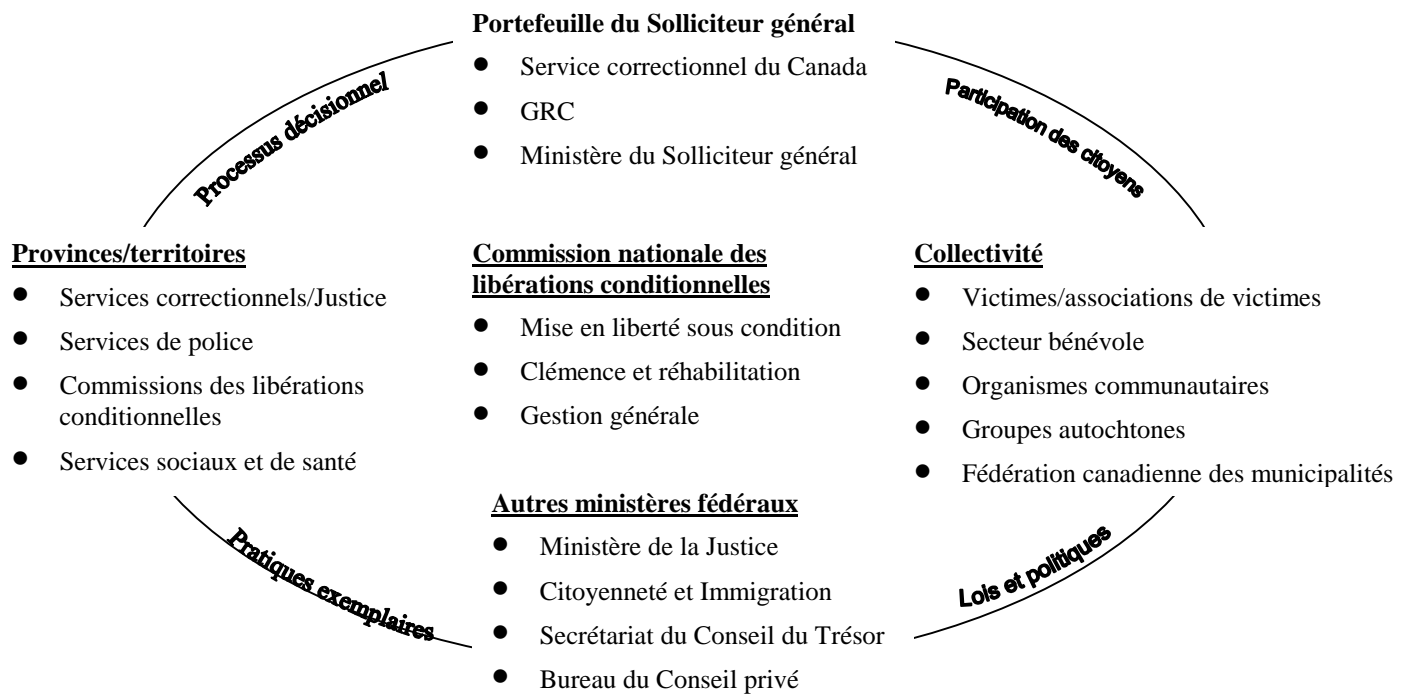 Portefeuille du Solliciteur général
● Service correctionnel du Canada
● GRC
● Ministère du Solliciteur général
Processus décisionnel
Participation des citoyens
Provinces/territoires
● Services correctionnels/Justice
● Services de police
● Commissions des libérations
conditionnelles
● Services sociaux et de santé
Commission nationale des
libérations conditionnelles
● Mise en liberté sous condition
● Clémence et réhabilitation
● Gestion générale
Collectivité
● Victimes/associations de victimes
● Secteur bénévole
● Organismes communautaires
● Groupes autochtones
● Fédération canadienne des municipalités
Pratiques exemplaires
Autres ministères fédéraux
● Ministère de la Justice
● Citoyenneté et Immigration
● Secrétariat du Conseil du Trésor
● Bureau du Conseil privé
Lois et politiques